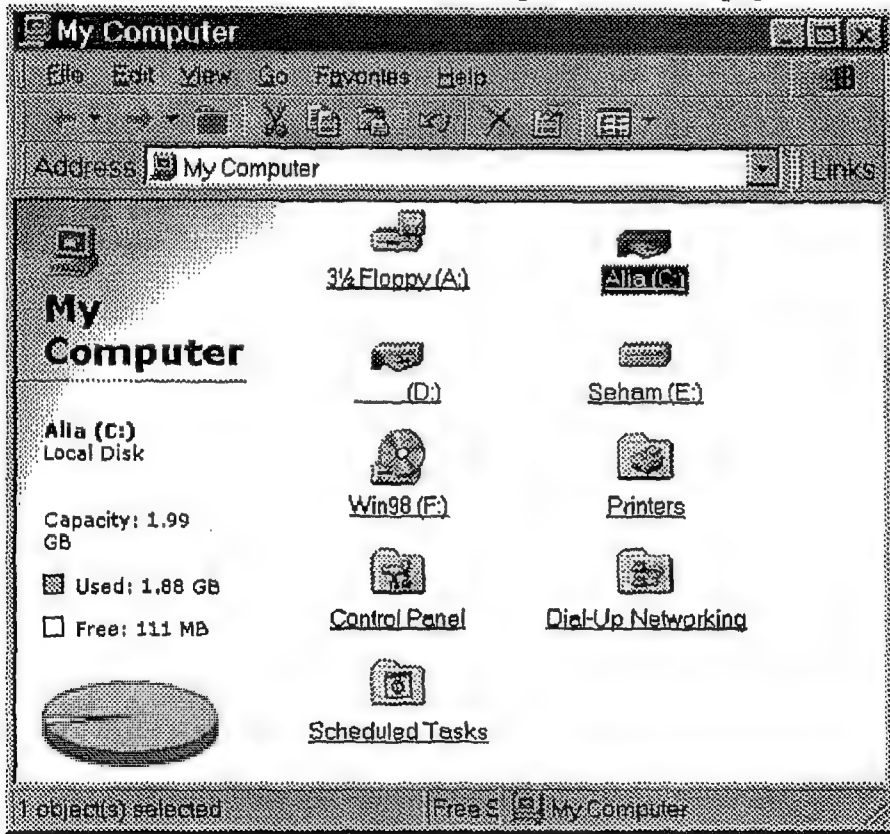 My Computer
File Edit View Go Favorites Help
Address My Computer Links
My
Computer
Alia (C:)
Local Disk
Capacity: 1.99
GB
Used: 1.88 GB
Free: 111 MB
3½ Floppy (A:)
Alia (C:)
(D:)
Seham (E:)
Win98 (F:)
Printers
Control Panel
Dial-Up Networking
Scheduled Tasks
1 object(s) selected Free S My Computer